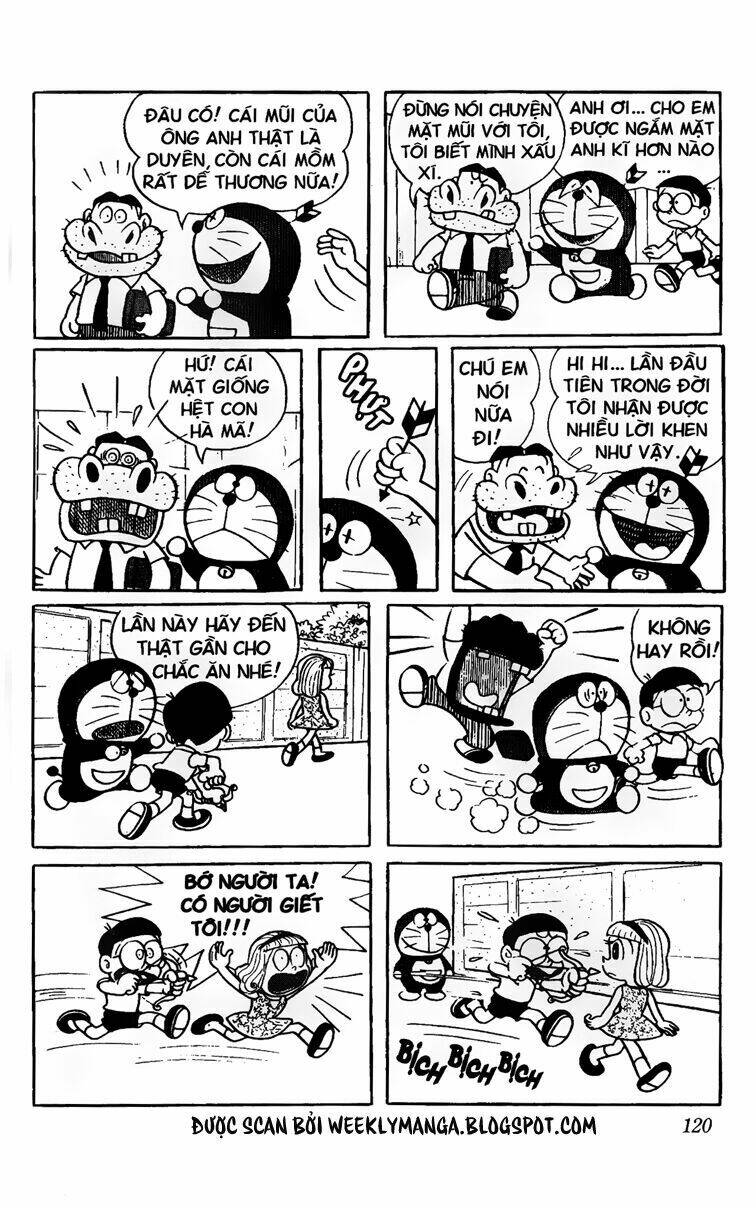 ANH ƠI... CHO EM
ĐƯỢC NGẮM MẶT
ANH KĨ HƠN NÀO
...
ĐỪNG NÓI CHUYỆN
MẶT MŨI VỚI TÔI,
TÔI BIẾT MÌNH XẤU
XÍ.
ĐÂU CÓ! CÁI MŨI CỦA
ÔNG ANH THẬT LÀ
DUYÊN, CÒN CÁI MỒM
RẤT DỂ THƯƠNG NỮA!
HI HI... LẦN ĐẦU
TIÊN TRONG ĐỜI
TÔI NHẬN ĐƯỢC
NHIỀU LỜI KHEN
NHƯ VẬY.
CHÚ EM
NÓI
NỮA
ĐI!
PHỰT
HỨ! CÁI
MẶT GIỐNG
HỆT CON
HÀ MÃ!
KHÔNG
HAY RỒI!
LẦN NÀY HÃY ĐẾN
THẬT GẦN CHO
CHẮC ĂN NHÉ!
BỊCH BỊCH BỊCH
BỚ NGƯỜI TA!
CÓ NGƯỜI GIẾT
TÔI!!!
ĐƯỢC SCAN BỞI WEEKLYMANGA.BLOGSPOT.COM
120